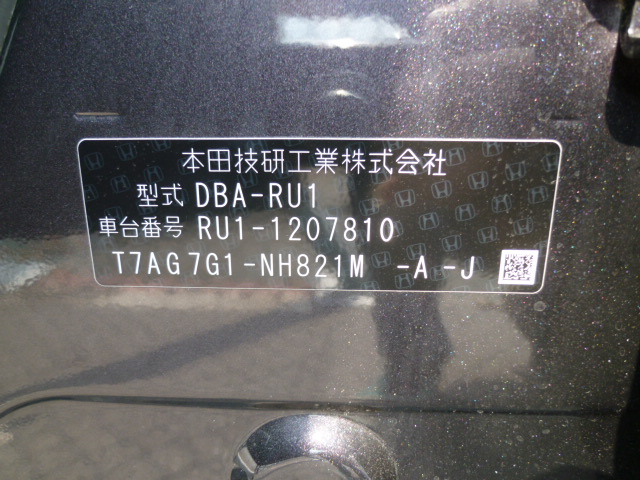 本田技研工業株式会社
型式 DBA-RU1
車台番号 RU1-1207810
T7AG7G1-NH821M -A -J